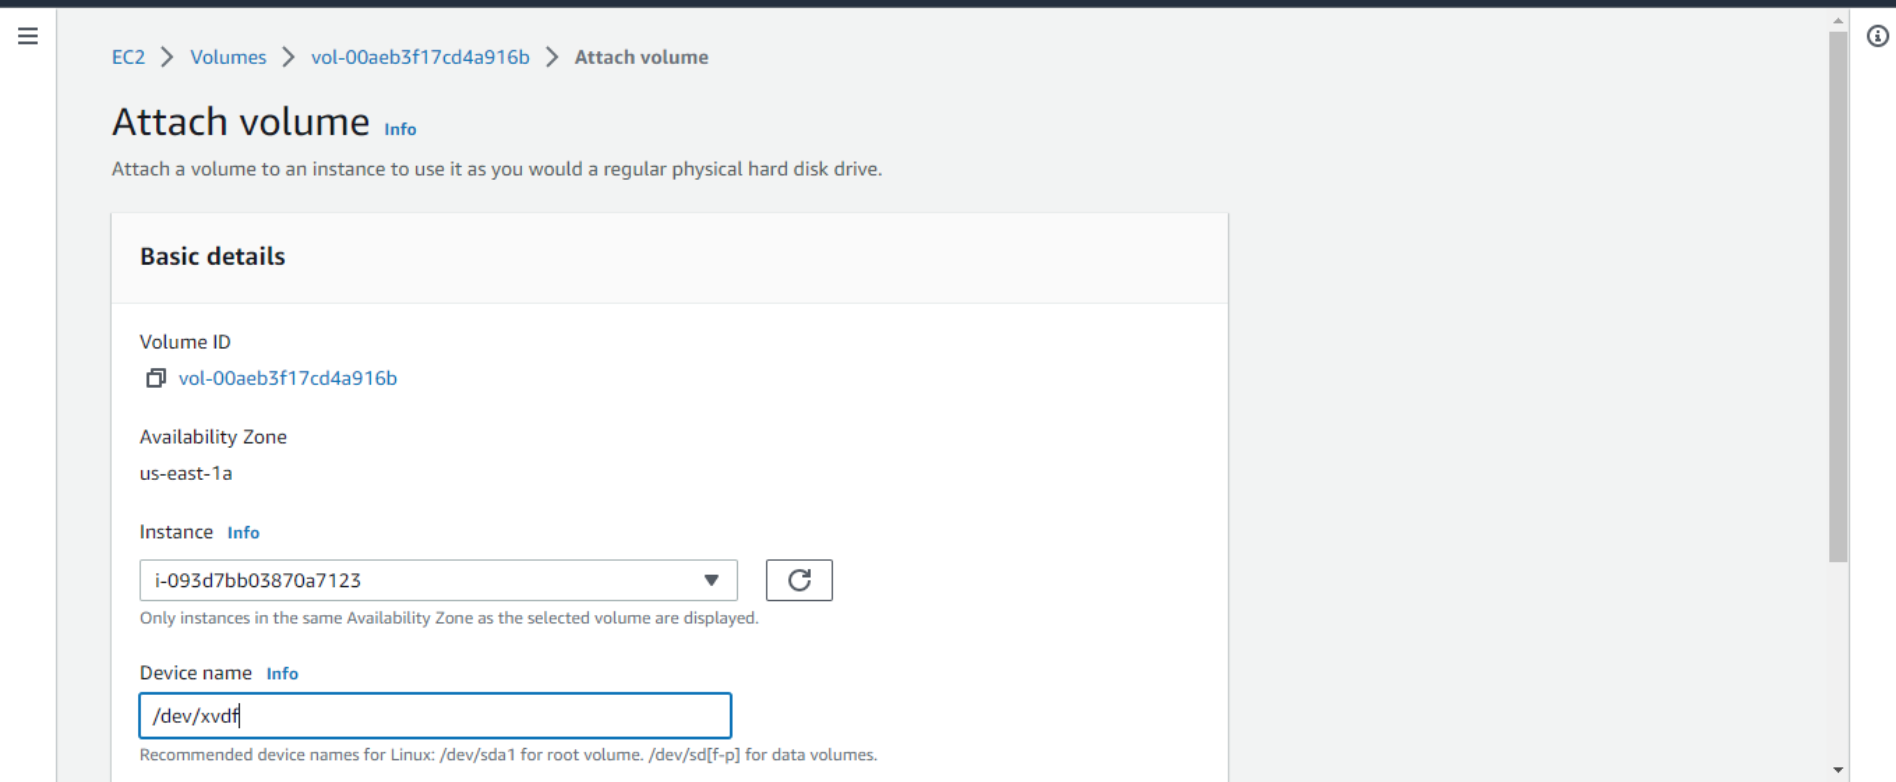 EC2 > Volumes > vol-00aeb3f17cd4a916b > Attach volume
Attach volume Info
Attach a volume to an instance to use it as you would a regular physical hard disk drive.
Basic details
Volume ID
vol-00aeb3f17cd4a916b
Availability Zone
us-east-1a
Instance Info
i-093d7bb03870a7123
Only instances in the same Availability Zone as the selected volume are displayed.
Device name Info
/dev/xvdf
Recommended device names for Linux: /dev/sda1 for root volume. /dev/sd[f-p] for data volumes.